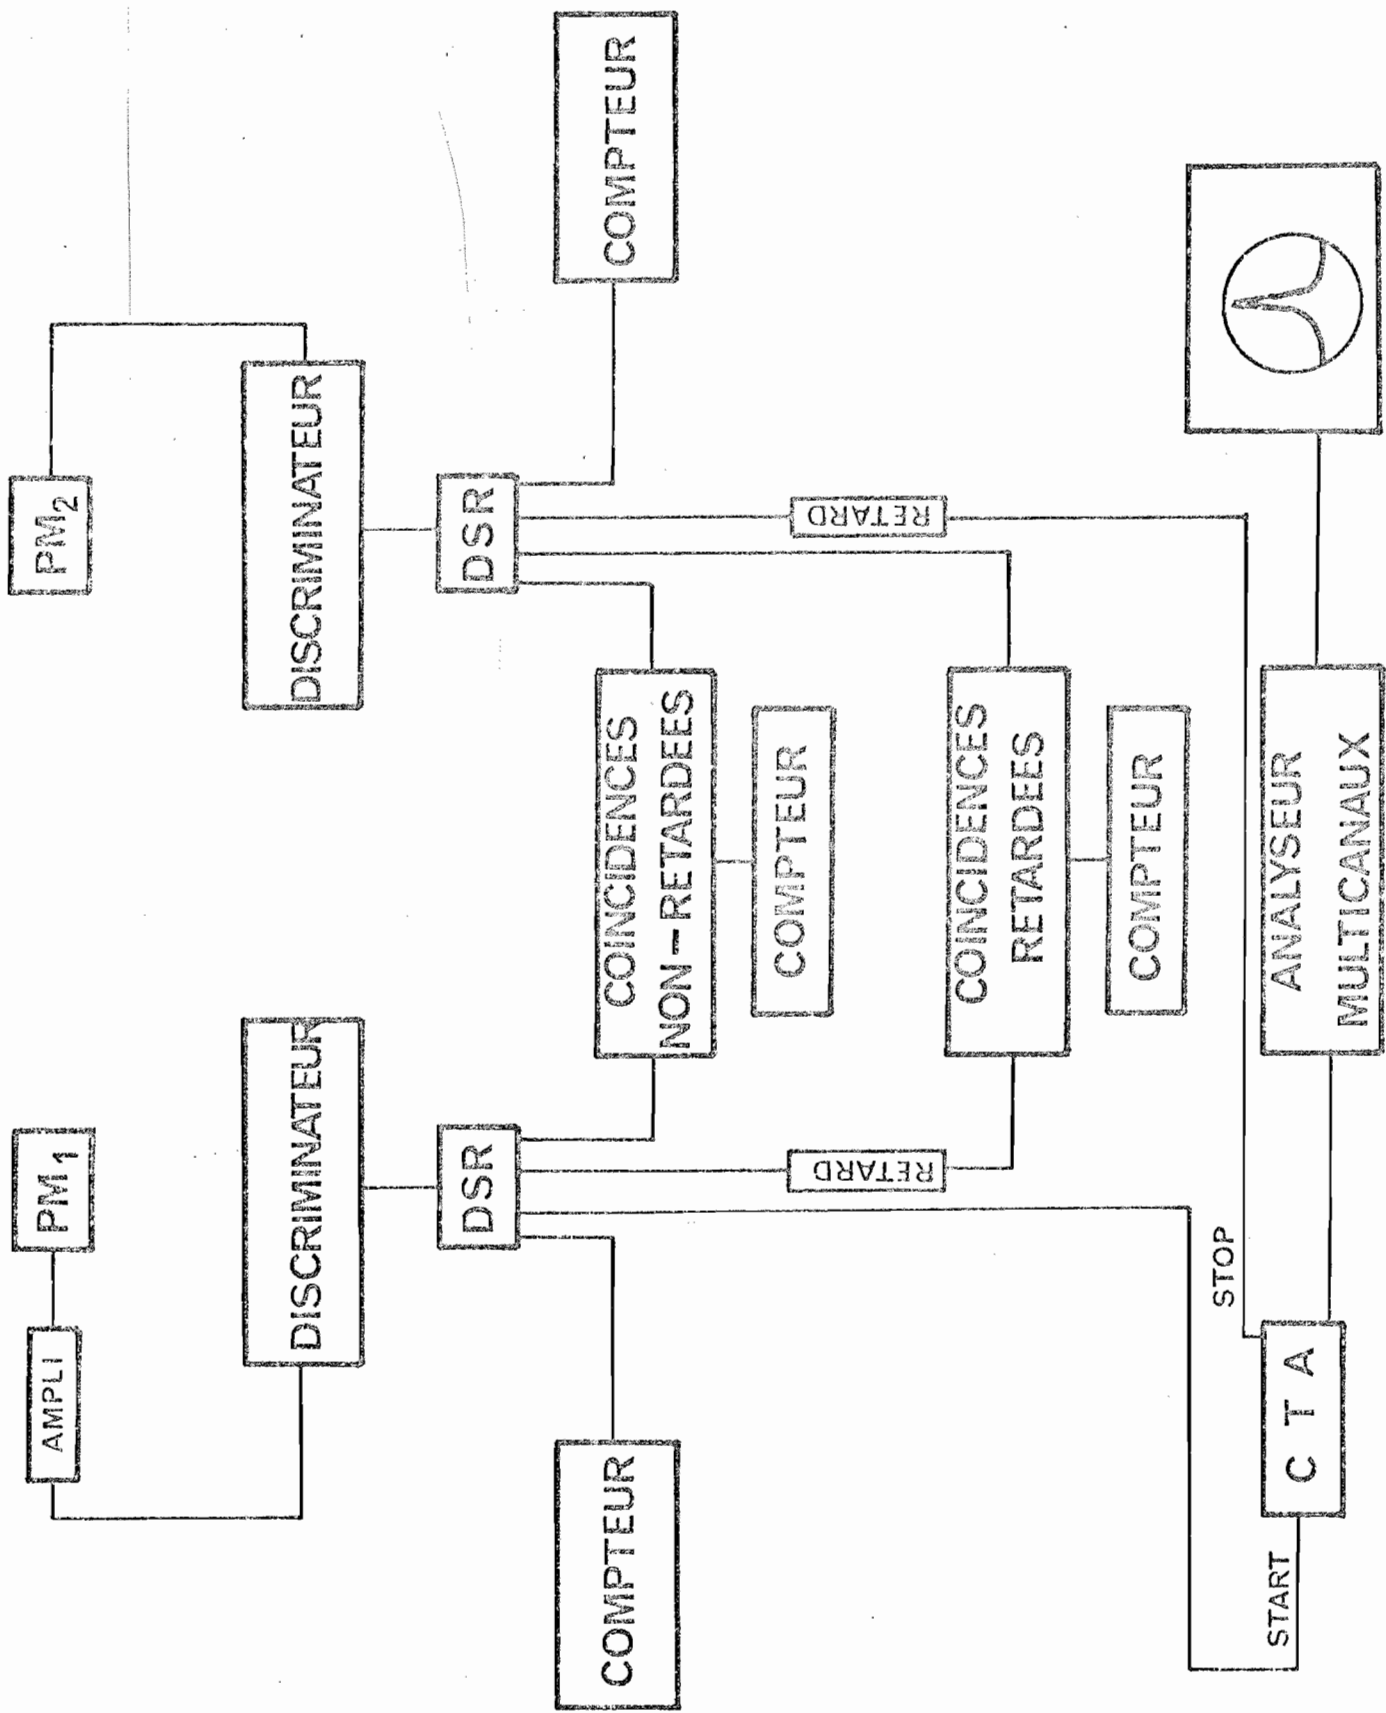 AMPLI
PM1
PM2
DISCRIMINATEUR
DISCRIMINATEUR
DSR
DSR
COMPTEUR
COMPTEUR
COINCIDENCES
NON-RETARDEES
COMPTEUR
RETARD
RETARD
COINCIDENCES
RETARDEES
COMPTEUR
START
STOP
C T A
ANALYSEUR
MULTICANAUX